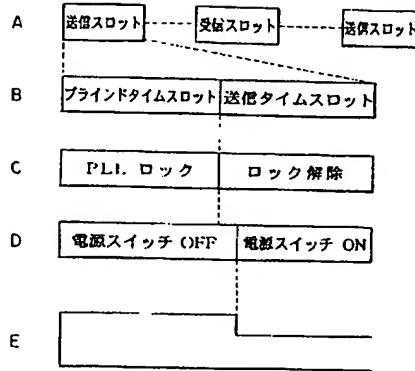 A 送信スロット 受信スロット 送信スロット
B ブラインドタイムスロット 送信タイムスロット
C PLL ロック ロック解除
D 電源スイッチ OFF 電源スイッチ ON
E